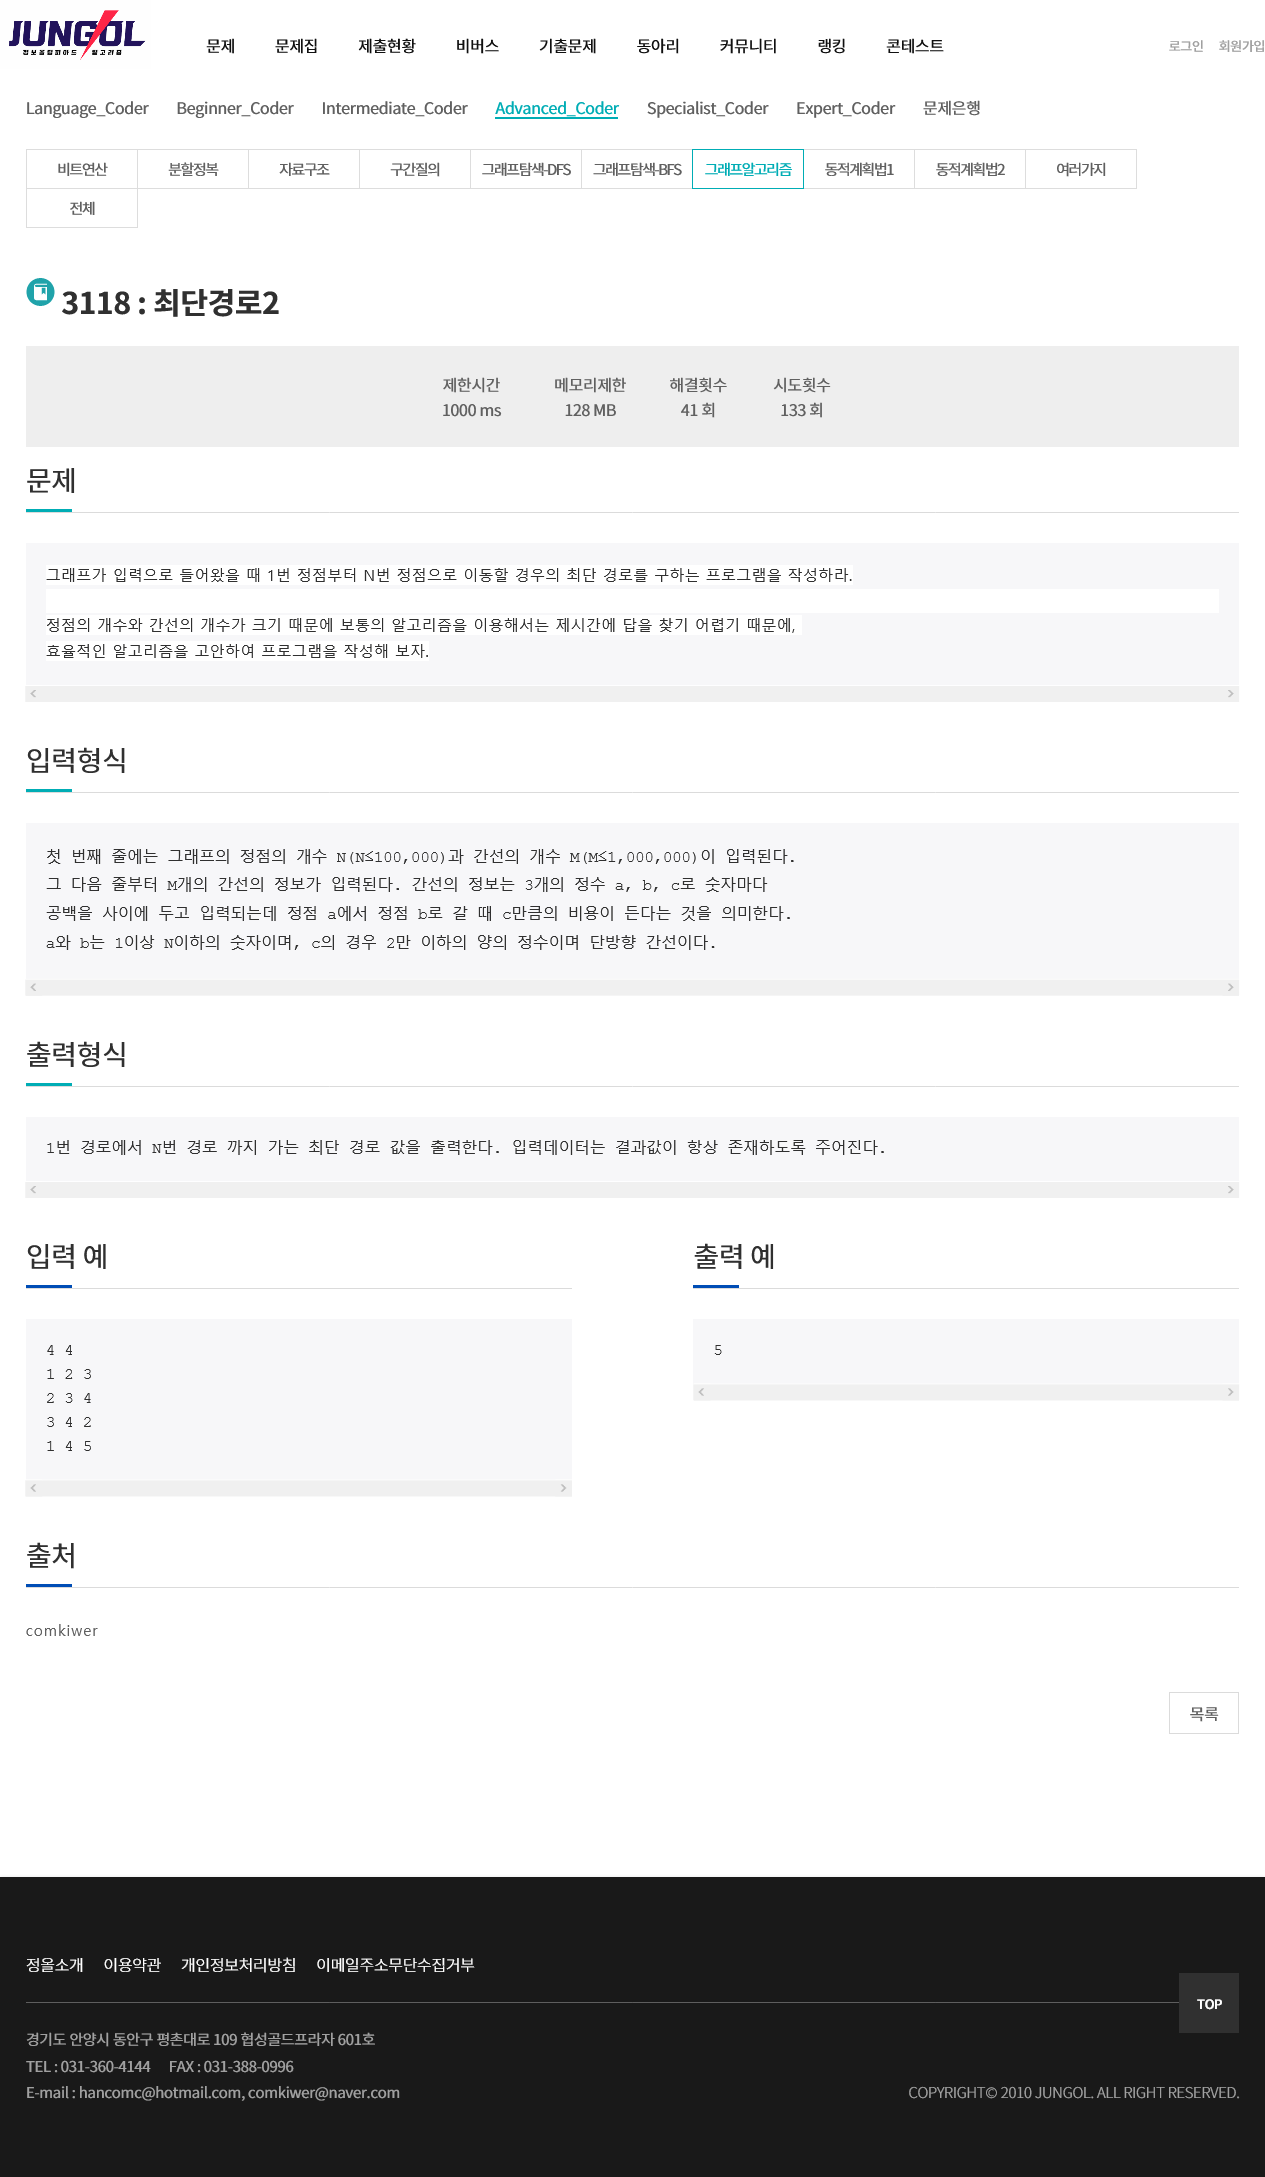 JUNGOL
정보올림피아드 알고리즘
문제 문제집 제출현황 비버스 기출문제 동아리 커뮤니티 랭킹 콘테스트 로그인 회원가입
Language_Coder Beginner_Coder Intermediate_Coder Advanced_Coder Specialist_Coder Expert_Coder 문제은행
비트연산 분할정복 자료구조 구간질의 그래프탐색-DFS 그래프탐색-BFS 그래프알고리즘 동적계획법1 동적계획법2 여러가지
전체
3118 : 최단경로2
제한시간 메모리제한 해결횟수 시도횟수
1000 ms 128 MB 41 회 133 회
문제
그래프가 입력으로 들어왔을 때 1번 정점부터 N번 정점으로 이동할 경우의 최단 경로를 구하는 프로그램을 작성하라.
정점의 개수와 간선의 개수가 크기 때문에 보통의 알고리즘을 이용해서는 제시간에 답을 찾기 어렵기 때문에,
효율적인 알고리즘을 고안하여 프로그램을 작성해 보자.
입력형식
첫 번째 줄에는 그래프의 정점의 개수 N(N≤100,000)과 간선의 개수 M(M≤1,000,000)이 입력된다.
그 다음 줄부터 M개의 간선의 정보가 입력된다. 간선의 정보는 3개의 정수 a, b, c로 숫자마다
공백을 사이에 두고 입력되는데 정점 a에서 정점 b로 갈 때 c만큼의 비용이 든다는 것을 의미한다.
a와 b는 1이상 N이하의 숫자이며, c의 경우 2만 이하의 양의 정수이며 단방향 간선이다.
출력형식
1번 경로에서 N번 경로 까지 가는 최단 경로 값을 출력한다. 입력데이터는 결과값이 항상 존재하도록 주어진다.
입력 예
4 4
1 2 3
2 3 4
3 4 2
1 4 5
출력 예
5
출처
comkiwer
목록
정올소개 이용약관 개인정보처리방침 이메일주소무단수집거부
TOP
경기도 안양시 동안구 평촌대로 109 협성골드프라자 601호
TEL : 031-360-4144 FAX : 031-388-0996
E-mail : hancomc@hotmail.com, comkiwer@naver.com
COPYRIGHT© 2010 JUNGOL. ALL RIGHT RESERVED.